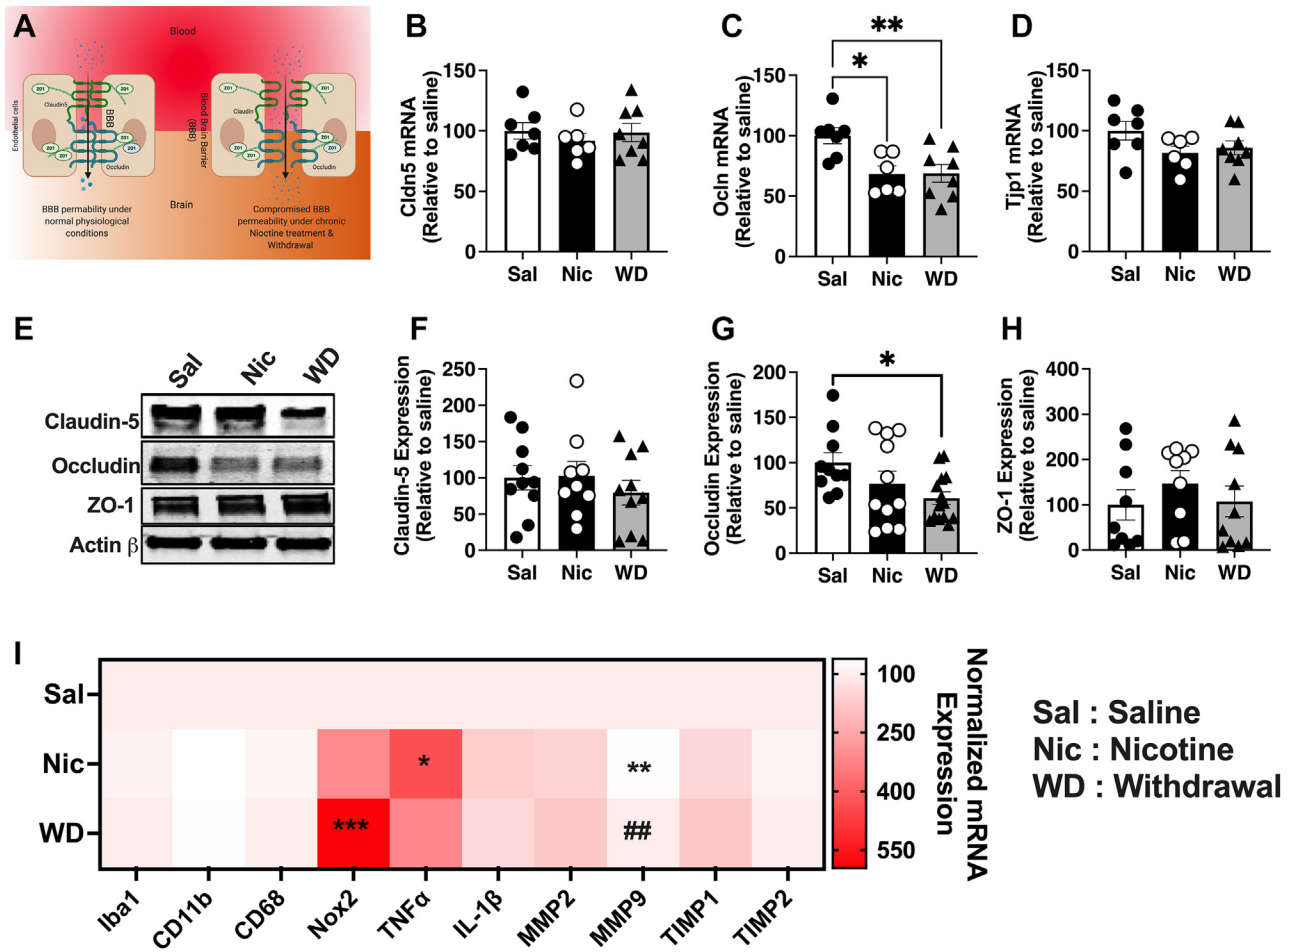 A
Blood
Endothelial cells
ZO1
ZO1
Claudin5
BBB
ZO1
ZO1
ZO1
ZO1
Occludin
Blood Brain Barrier
(BBB)
ZO1
ZO1
Claudin
ZO1
ZO1
ZO1
ZO1
Occludin
BBB permability under
normal physiological
conditions
Brain
Compromised BBB
permeability under chronic
Nioctine treatment &
Withdrawal
B
Cldn5 mRNA
(Relative to saline)
150
100
50
0
Sal Nic WD
C
Ocln mRNA
(Relative to saline)
150
100
50
0
**
*
Sal Nic WD
D
Tjp1 mRNA
(Relative to saline)
150
100
50
0
Sal Nic WD
E
Sal Nic WD
Claudin-5
Occludin
ZO-1
Actin β
F
Claudin-5 Expression
(Relative to saline)
250
200
150
100
50
0
Sal Nic WD
G
Occludin Expression
(Relative to saline)
200
150
100
50
0
*
Sal Nic WD
H
ZO-1 Expression
(Relative to saline)
400
300
200
100
0
Sal Nic WD
I
Sal
Nic
WD
*
**
***
##
Iba1 CD11b CD68 Nox2 TNFα IL-1β MMP2 MMP9 TIMP1 TIMP2
100
250
400
550
Normalized mRNA
Expression
Sal : Saline
Nic : Nicotine
WD : Withdrawal